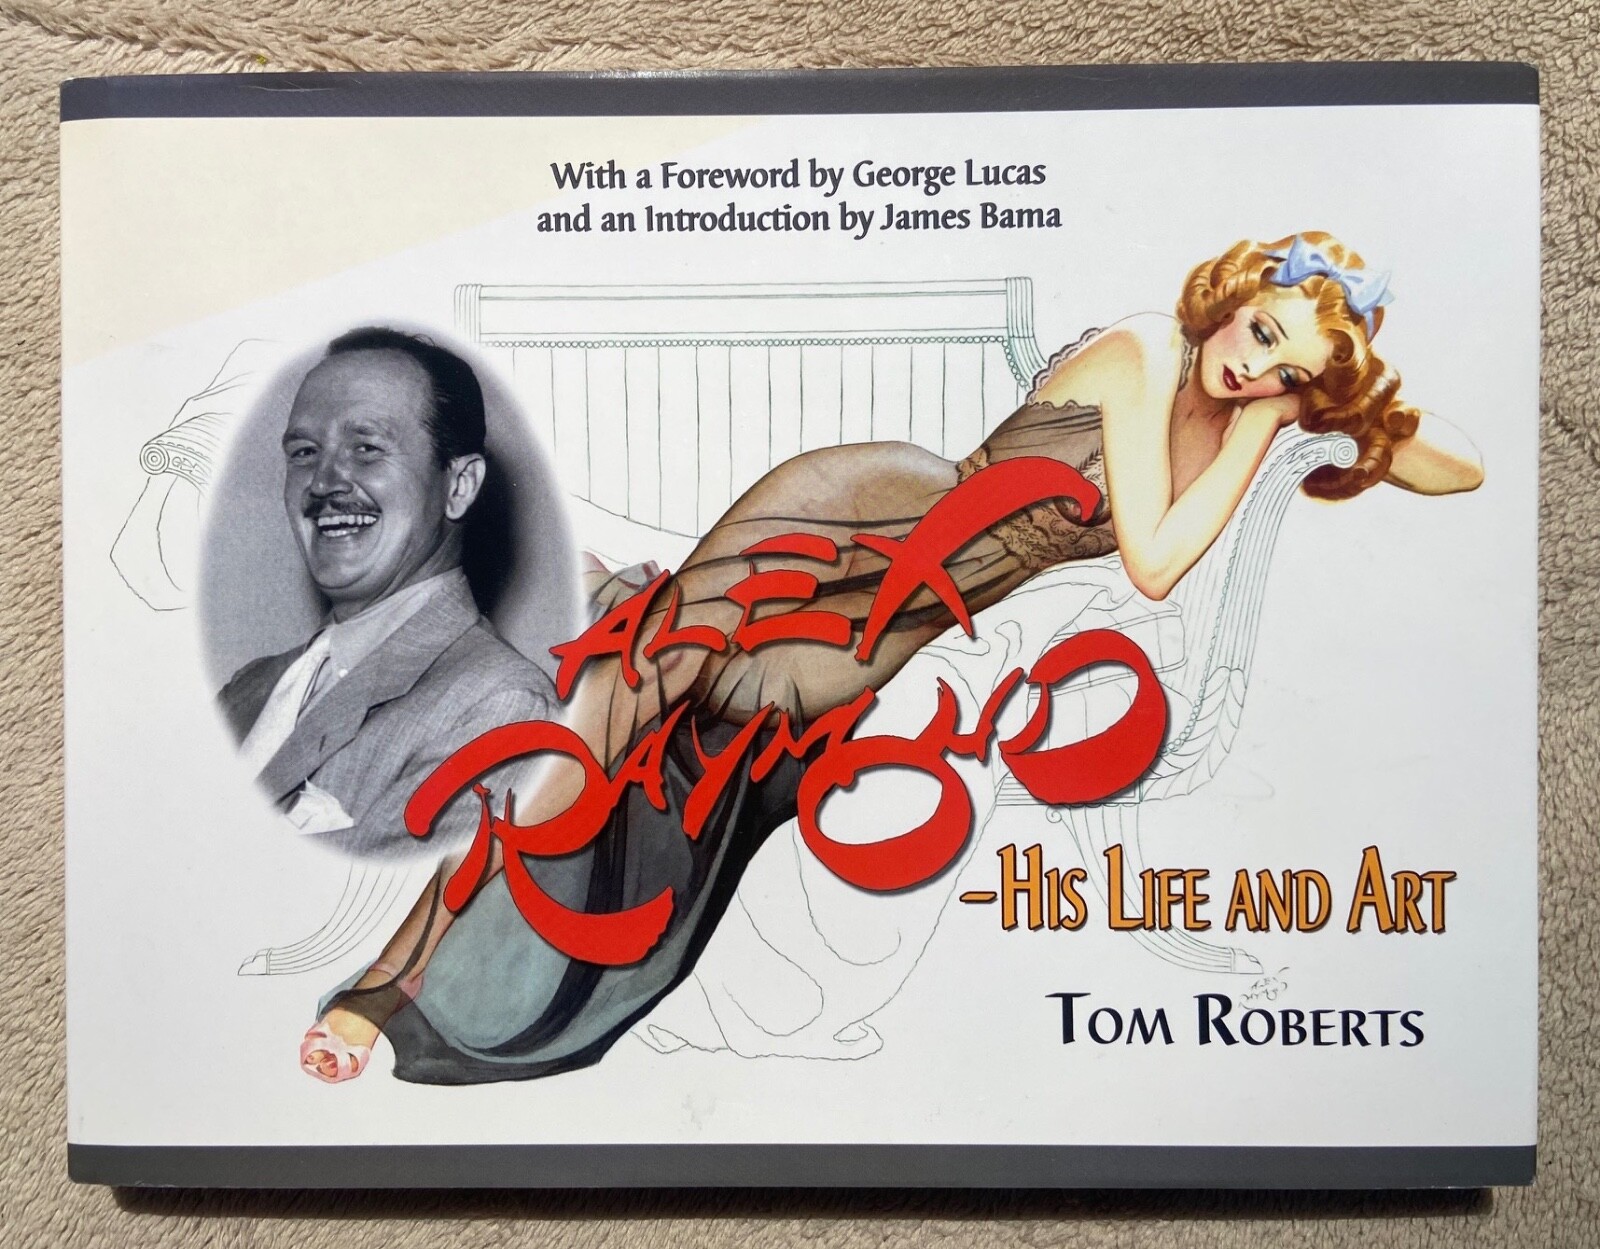 With a Foreword by George Lucas
and an Introduction by James Bama
ALEX
RAYMOND
-HIS LIFE AND ART
TOM ROBERTS